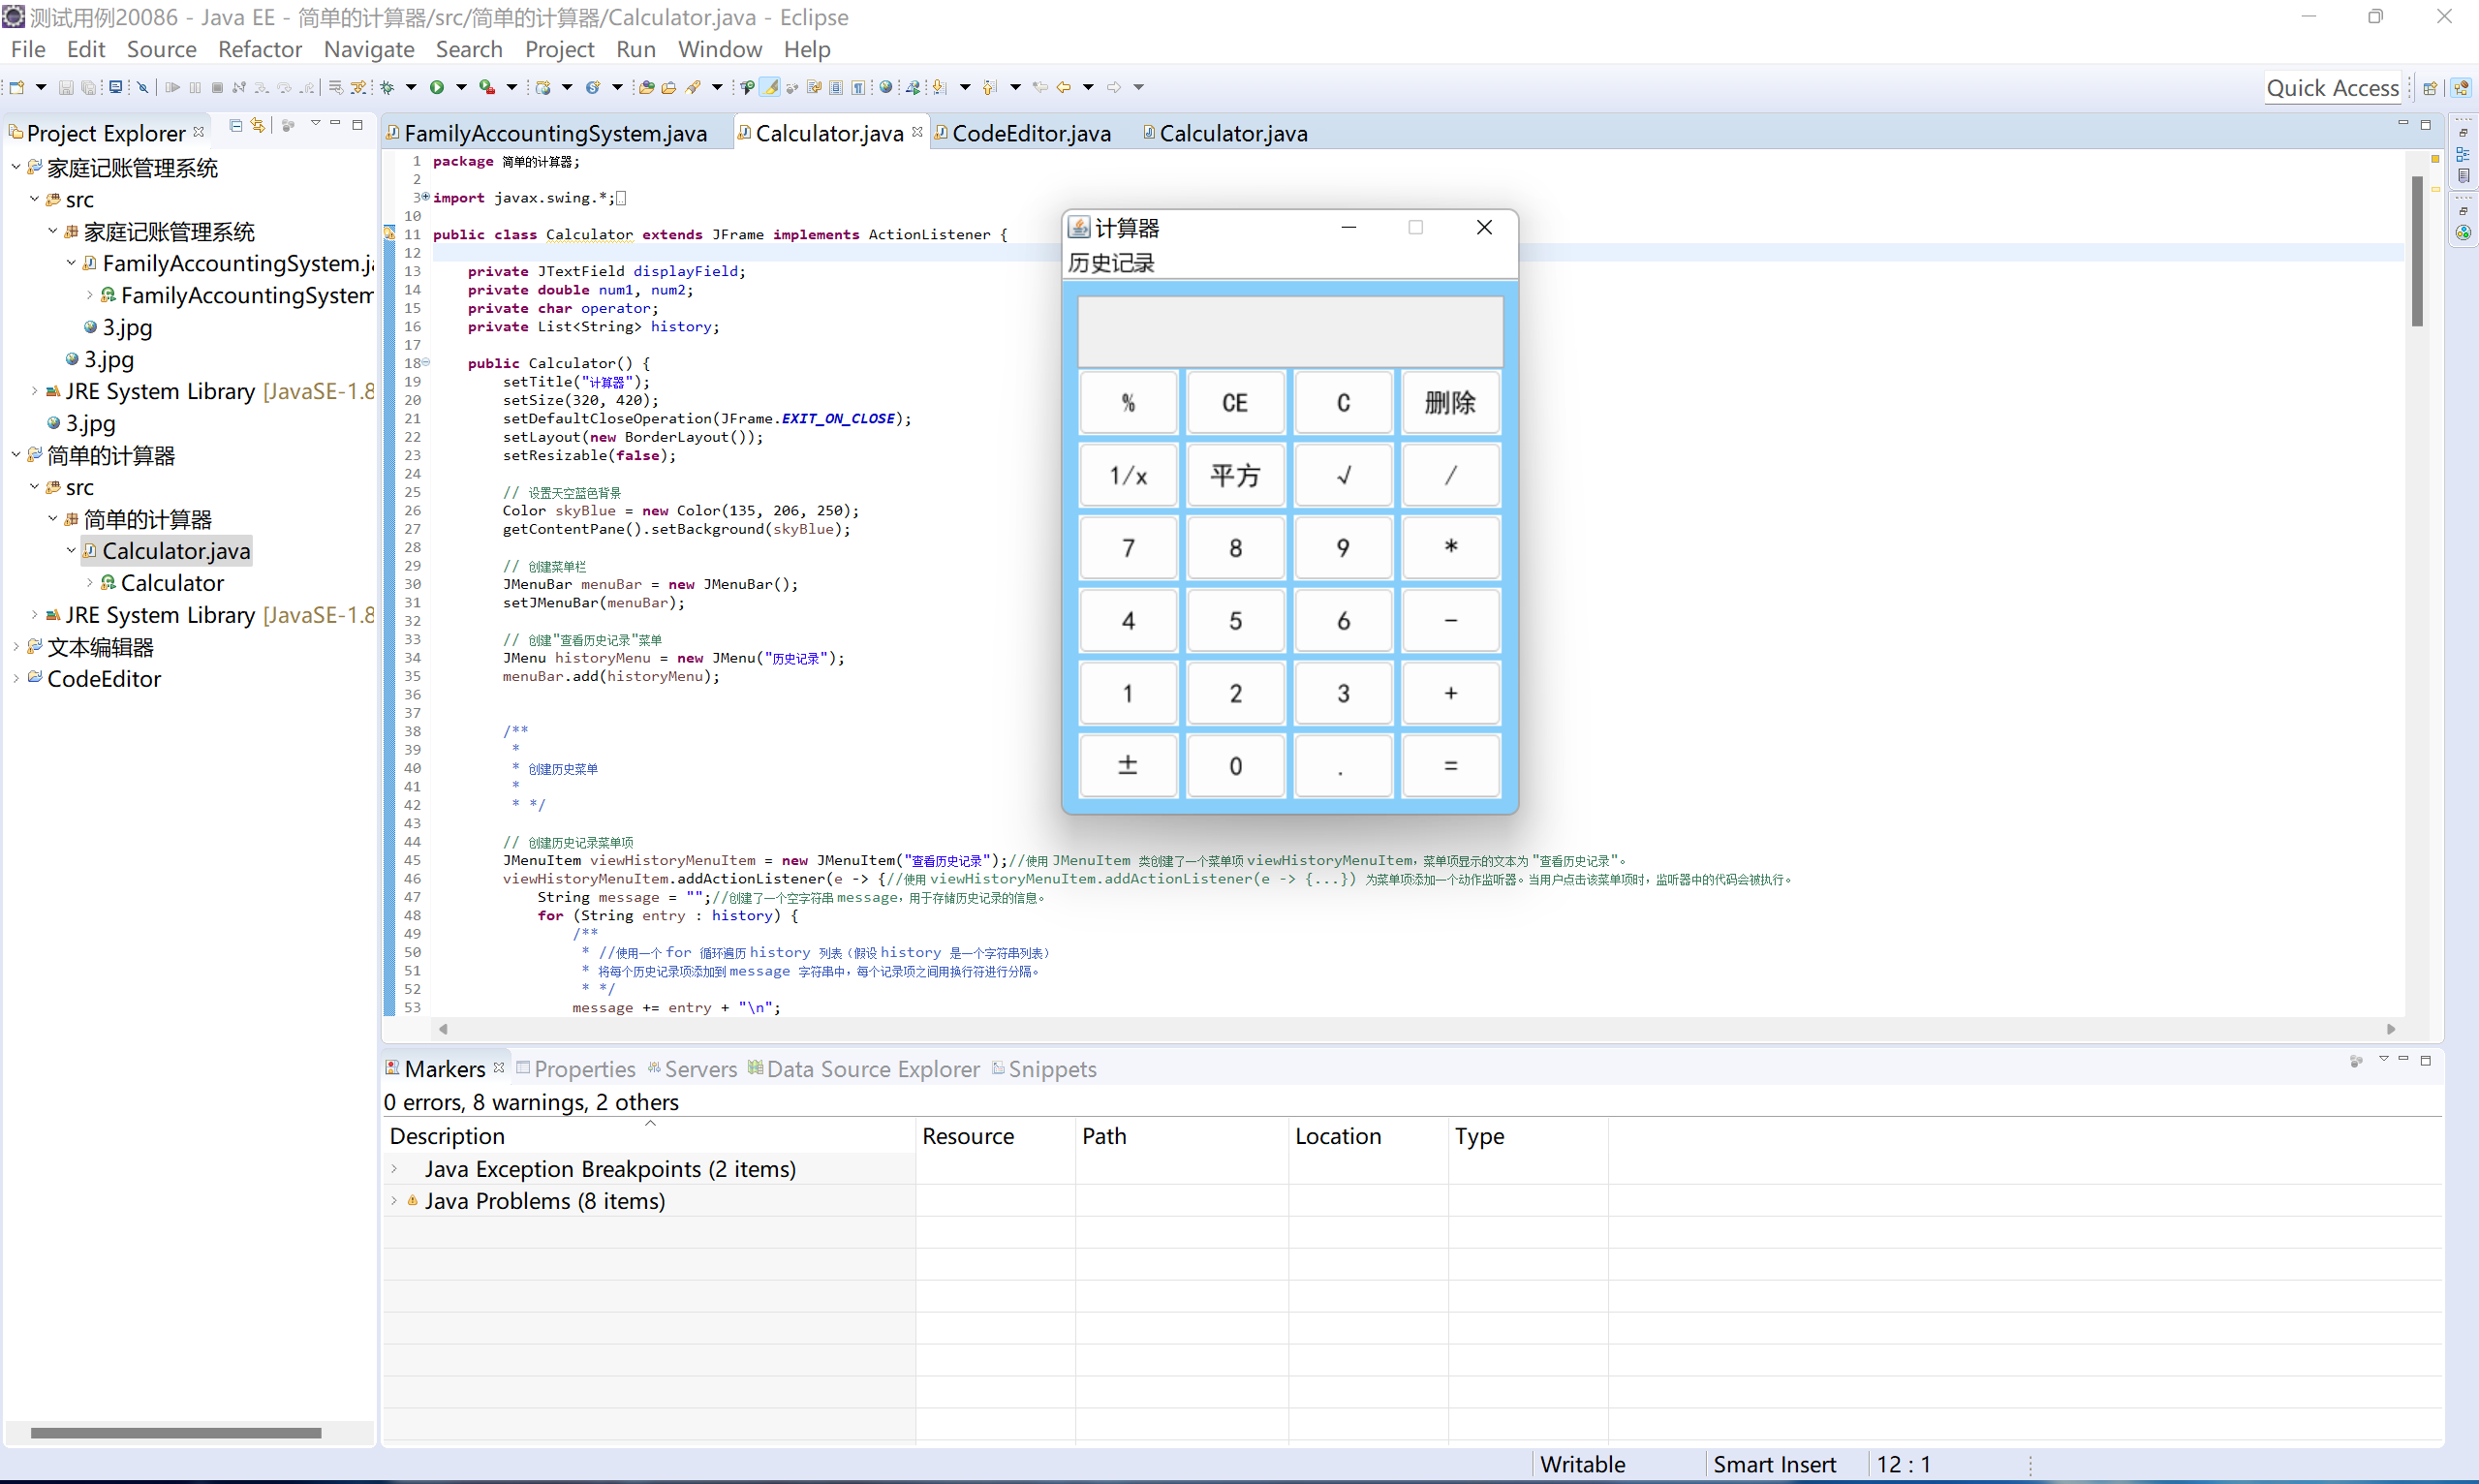 测试用例20086 - Java EE - 简单的计算器/src/简单的计算器/Calculator.java - Eclipse
File Edit Source Refactor Navigate Search Project Run Window Help
Quick Access
Project Explorer
家庭记账管理系统
src
家庭记账管理系统
FamilyAccountingSystem.ja
FamilyAccountingSystem
3.jpg
3.jpg
JRE System Library [JavaSE-1.8
3.jpg
简单的计算器
src
简单的计算器
Calculator.java
Calculator
JRE System Library [JavaSE-1.8
文本编辑器
CodeEditor
FamilyAccountingSystem.java Calculator.java CodeEditor.java Calculator.java
1 package 简单的计算器;
2
3 import javax.swing.*;
10
11 public class Calculator extends JFrame implements ActionListener {
12
13 private JTextField displayField;
14 private double num1, num2;
15 private char operator;
16 private List<String> history;
17
18 public Calculator() {
19 setTitle("计算器");
20 setSize(320, 420);
21 setDefaultCloseOperation(JFrame.EXIT_ON_CLOSE);
22 setLayout(new BorderLayout());
23 setResizable(false);
24
25 // 设置天空蓝色背景
26 Color skyBlue = new Color(135, 206, 250);
27 getContentPane().setBackground(skyBlue);
28
29 // 创建菜单栏
30 JMenuBar menuBar = new JMenuBar();
31 setJMenuBar(menuBar);
32
33 // 创建"查看历史记录"菜单
34 JMenu historyMenu = new JMenu("历史记录");
35 menuBar.add(historyMenu);
36
37
38 /**
39 *
40 * 创建历史菜单
41 *
42 * */
43
44 // 创建历史记录菜单项
45 JMenuItem viewHistoryMenuItem = new JMenuItem("查看历史记录");//使用 JMenuItem 类创建了一个菜单项 viewHistoryMenuItem，菜单项显示的文本为 "查看历史记录"。
46 viewHistoryMenuItem.addActionListener(e -> {//使用 viewHistoryMenuItem.addActionListener(e -> {...}) 为菜单项添加一个动作监听器。当用户点击该菜单项时，监听器中的代码会被执行。
47 String message = "";//创建了一个空字符串 message，用于存储历史记录的信息。
48 for (String entry : history) {
49 /**
50 * //使用一个 for 循环遍历 history 列表（假设 history 是一个字符串列表）
51 * 将每个历史记录项添加到 message 字符串中，每个记录项之间用换行符进行分隔。
52 * */
53 message += entry + "\n";
计算器
历史记录
% CE C 删除
1/x 平方 √ /
7 8 9 *
4 5 6 -
1 2 3 +
± 0 . =
Markers Properties Servers Data Source Explorer Snippets
0 errors, 8 warnings, 2 others
Description Resource Path Location Type
Java Exception Breakpoints (2 items)
Java Problems (8 items)
Writable Smart Insert 12 : 1